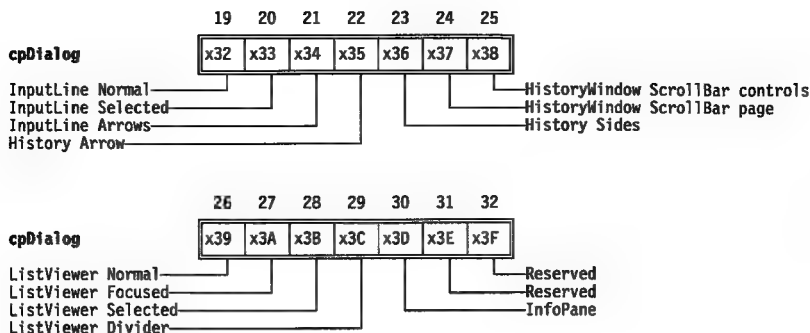 19 20 21 22 23 24 25
cpDialog x32 x33 x34 x35 x36 x37 x38
InputLine Normal HistoryWindow ScrollBar controls
InputLine Selected HistoryWindow ScrollBar page
InputLine Arrows History Sides
History Arrow
26 27 28 29 30 31 32
cpDialog x39 x3A x3B x3C x3D x3E x3F
ListViewer Normal Reserved
ListViewer Focused Reserved
ListViewer Selected InfoPane
ListViewer Divider